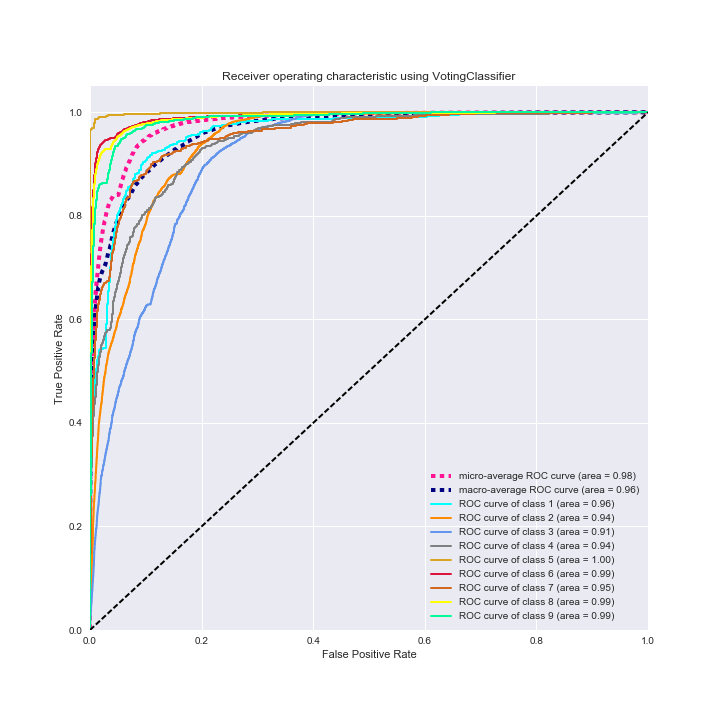 Receiver operating characteristic using VotingClassifier
1.0
0.8
0.6
0.4
0.2
0.0
True Positive Rate
micro-average ROC curve (area = 0.98)
macro-average ROC curve (area = 0.96)
ROC curve of class 1 (area = 0.96)
ROC curve of class 2 (area = 0.94)
ROC curve of class 3 (area = 0.91)
ROC curve of class 4 (area = 0.94)
ROC curve of class 5 (area = 1.00)
ROC curve of class 6 (area = 0.99)
ROC curve of class 7 (area = 0.95)
ROC curve of class 8 (area = 0.99)
ROC curve of class 9 (area = 0.99)
0.0 0.2 0.4 0.6 0.8 1.0
False Positive Rate